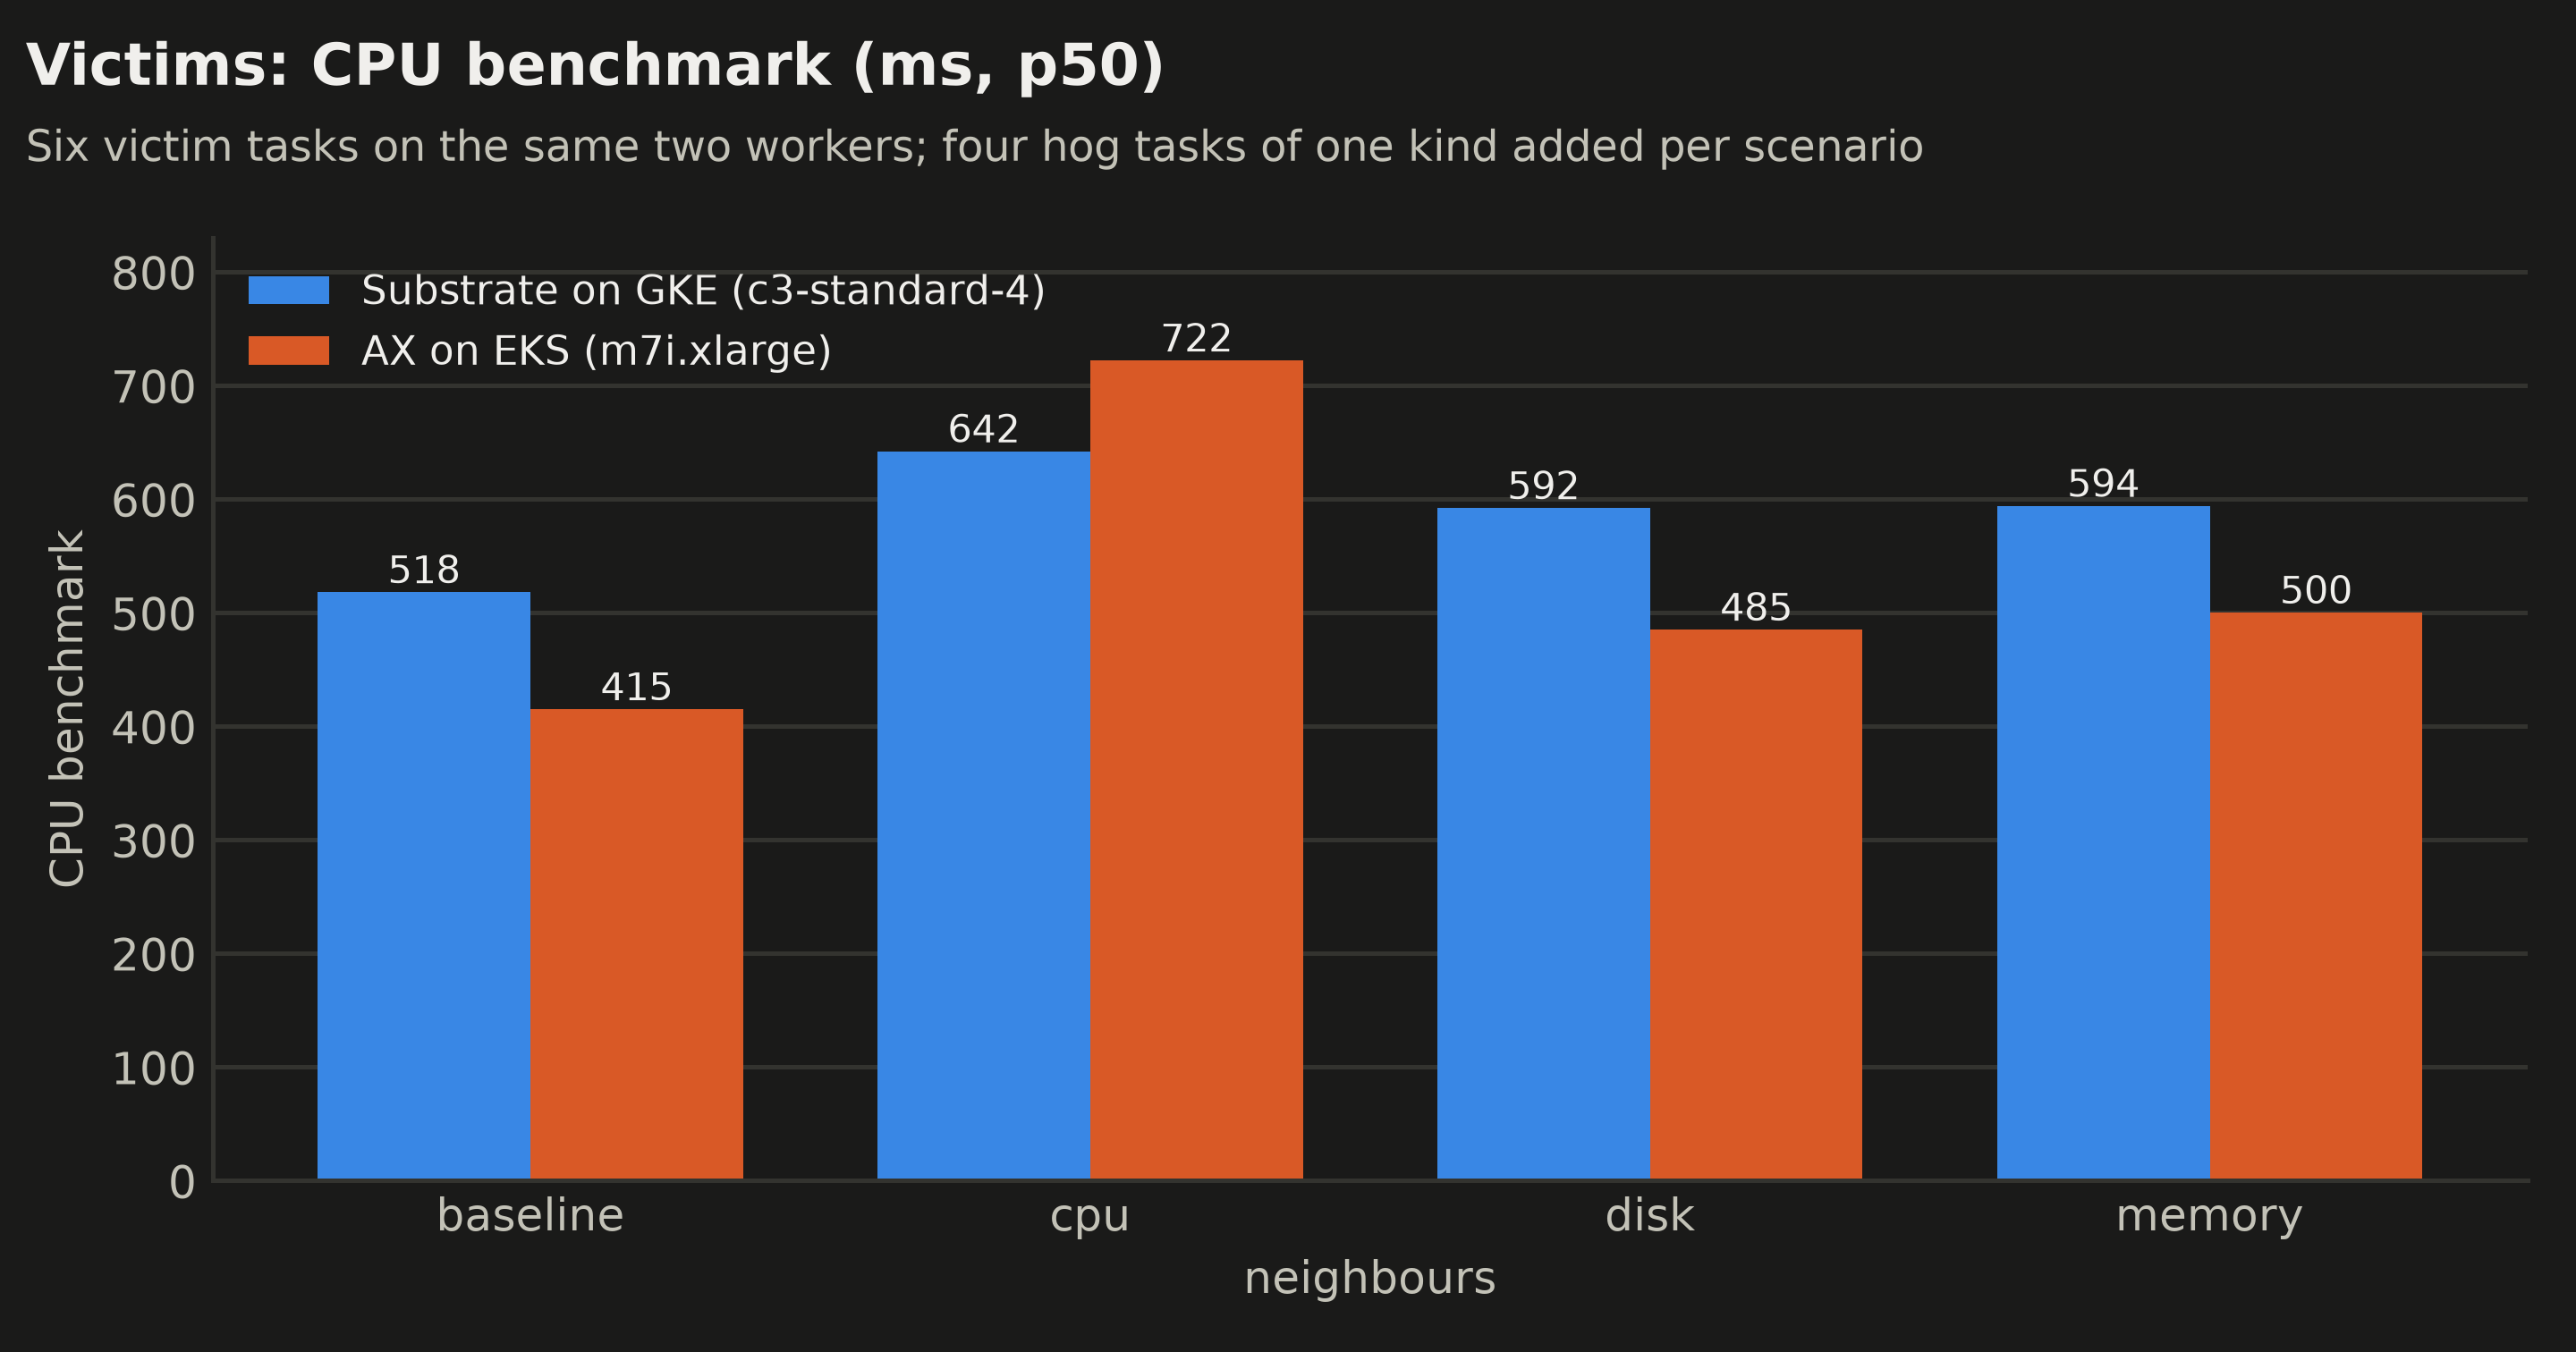 Victims: CPU benchmark (ms, p50)
Six victim tasks on the same two workers; four hog tasks of one kind added per scenario
Substrate on GKE (c3-standard-4)
AX on EKS (m7i.xlarge)
CPU benchmark
800
700
600
500
400
300
200
100
0
518
415
642
722
592
485
594
500
baseline
cpu
disk
memory
neighbours